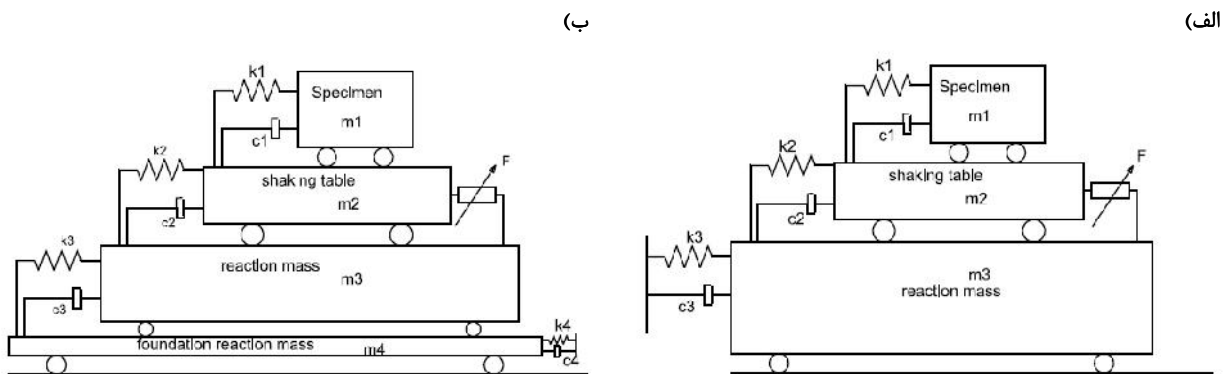 الف)
k1
Specimen
m1
c1
k2
shaking table
m2
c2
F
k3
m3
reaction mass
c3
ب)
k1
Specimen
m1
c1
k2
shaking table
m2
c2
F
k3
reaction mass
m3
c3
foundation reaction mass
m4
k4
c4